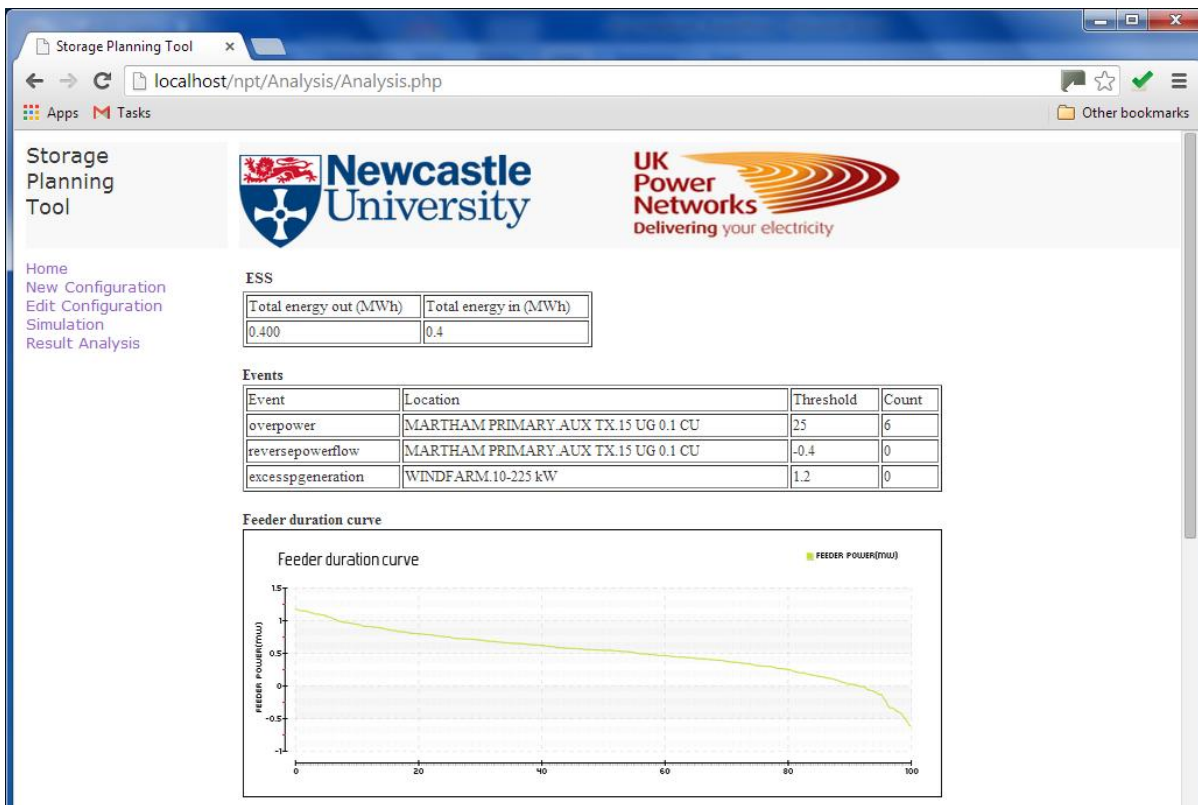 Storage Planning Tool
localhost/npt/Analysis/Analysis.php
Apps Tasks Other bookmarks
Storage
Planning
Tool
Newcastle
University
UK
Power
Networks
Delivering your electricity
Home
New Configuration
Edit Configuration
Simulation
Result Analysis
ESS
Total energy out (MWh) Total energy in (MWh)
0.400 0.4
Events
Event Location Threshold Count
overpower MARTHAM PRIMARY.AUX TX.15 UG 0.1 CU 25 6
reversepowerflow MARTHAM PRIMARY.AUX TX.15 UG 0.1 CU -0.4 0
excesspgeneration WINDFARM.10-225 kW 1.2 0
Feeder duration curve
Feeder duration curve
FEEDER POWER(MW)
FEEDER POWER(MW)
1.5
1
0.5
0
-0.5
-1
0 20 40 60 80 100